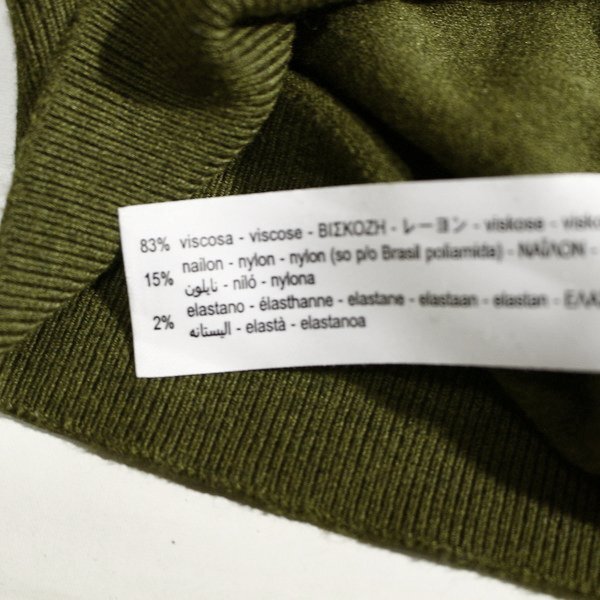 83% viscosa - viscose - ΒΙΣΚΟΖΗ - レーヨン - viskose - 
15% nailon - nylon - nylon (so p/o Brasil poliamida) - ΝΑΪΛΟΝ -
نايلون - niló - nylona
2% elastano - élasthanne - elastane - elastaan - elastan -
اليستانه - elastà - elastanoa